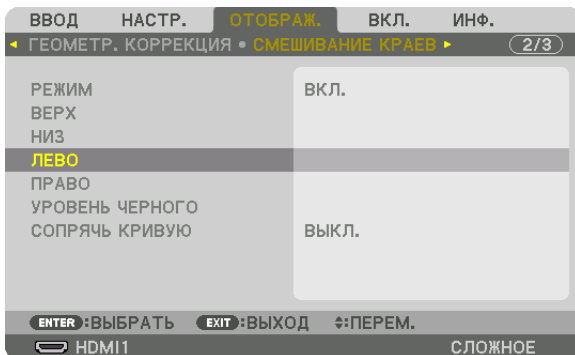 ВВОД НАСТР. ОТОБРАЖ. ВКЛ. ИНФ.
ГЕОМЕТР. КОРРЕКЦИЯ • СМЕШИВАНИЕ КРАЕВ 2/3
РЕЖИМ ВКЛ.
ВЕРХ
НИЗ
ЛЕВО
ПРАВО
УРОВЕНЬ ЧЕРНОГО
СОПРЯЧЬ КРИВУЮ ВЫКЛ.
ENTER :ВЫБРАТЬ EXIT :ВЫХОД :ПЕРЕМ.
HDMI1 СЛОЖНОЕ